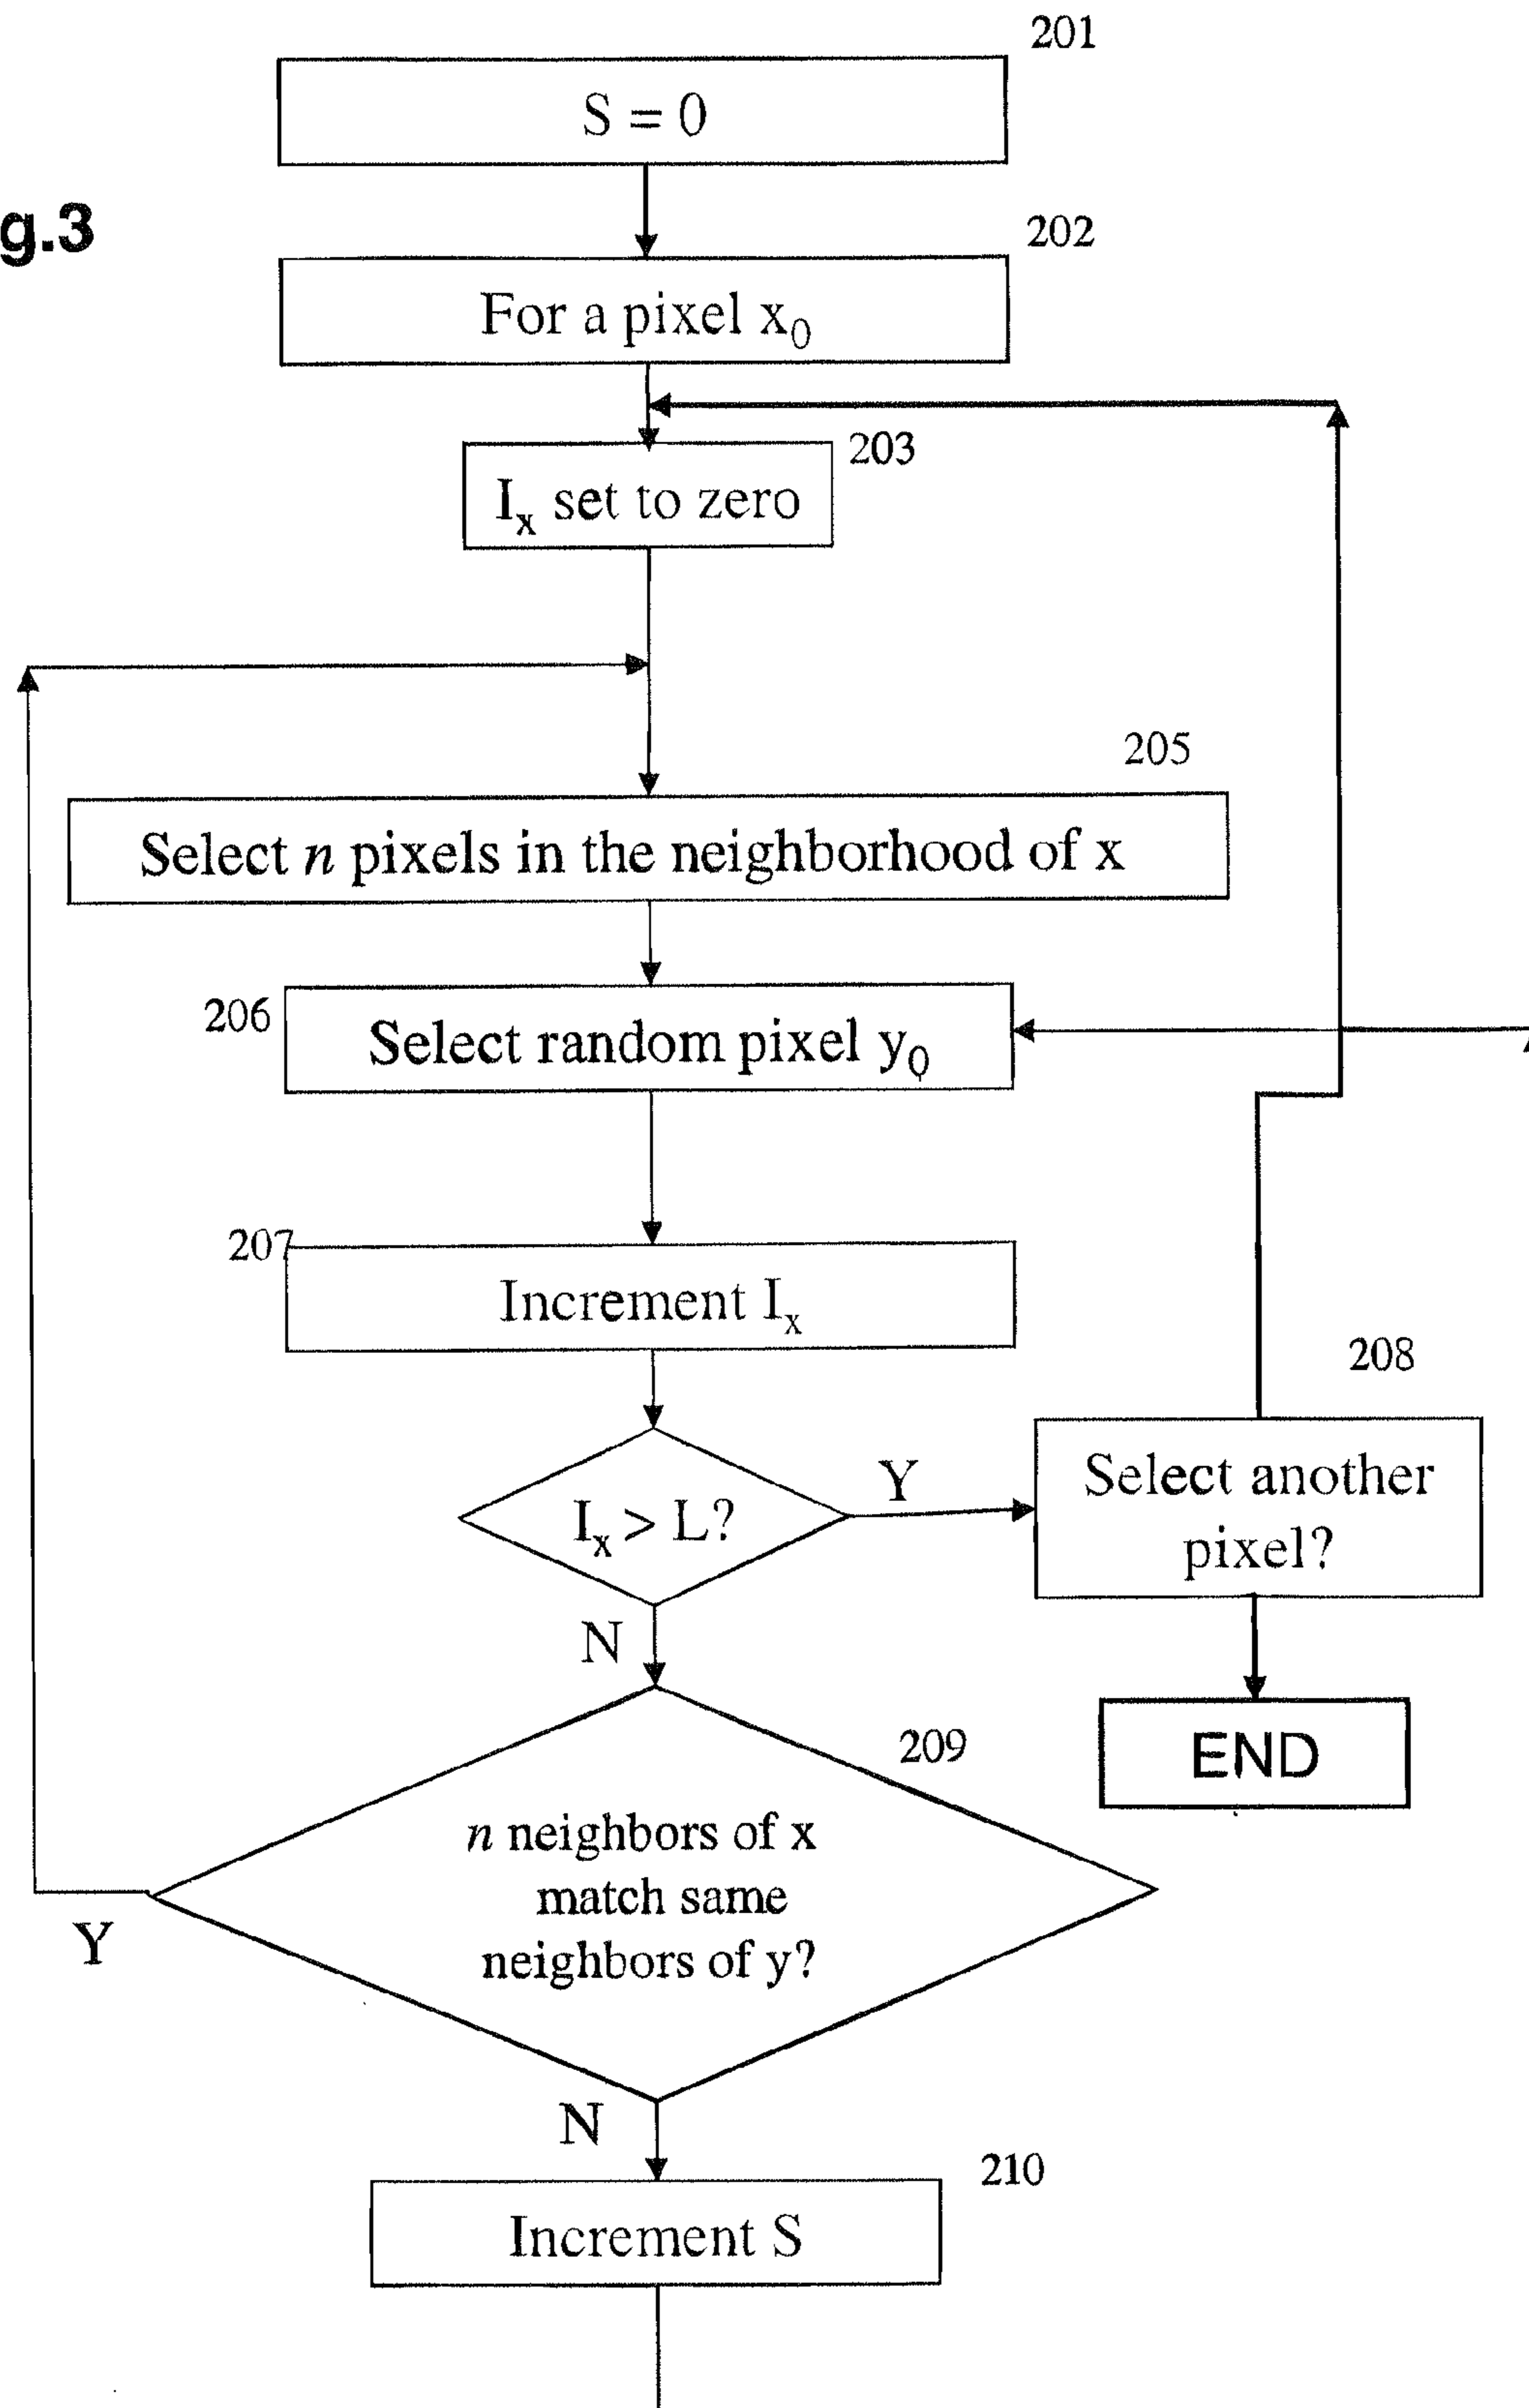 201
S = 0
g.3
202
For a pixel x₀
203
Iₓ set to zero
205
Select n pixels in the neighborhood of x
206
Select random pixel y₀
207
Increment Iₓ
208
Iₓ > L?
Y
Select another
pixel?
N
END
209
n neighbors of x
match same
neighbors of y?
Y
N
210
Increment S